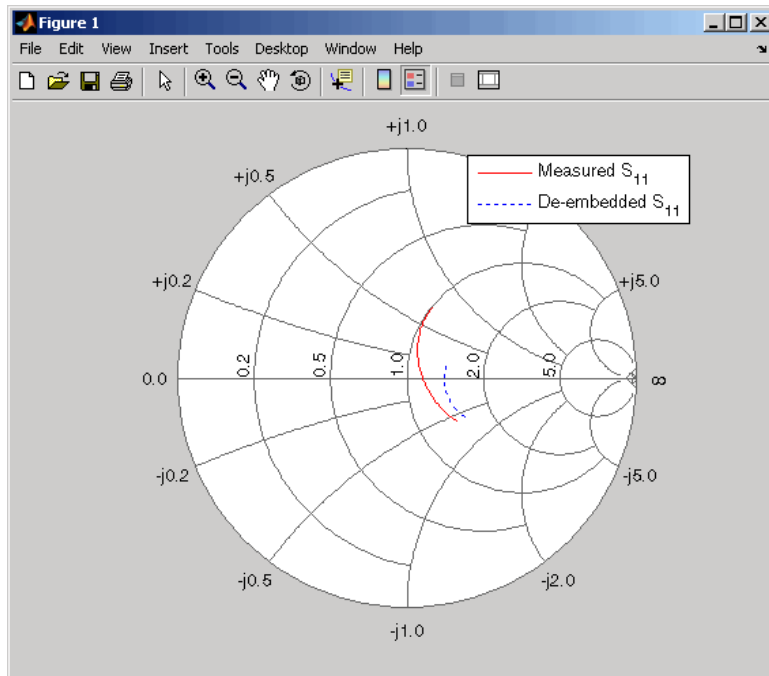 Figure 1
File Edit View Insert Tools Desktop Window Help
+j1.0
Measured S11
De-embedded S11
+j0.5
+j0.2
+j5.0
0.0
0.2
0.5
1.0
2.0
5.0
∞
-j0.2
-j5.0
-j0.5
-j2.0
-j1.0